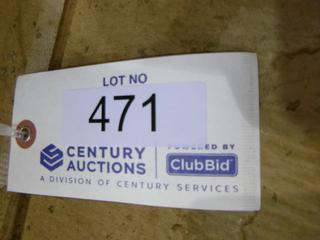 LOT NO
471
CENTURY
AUCTIONS
POWERED BY
ClubBid
A DIVISION OF CENTURY SERVICES